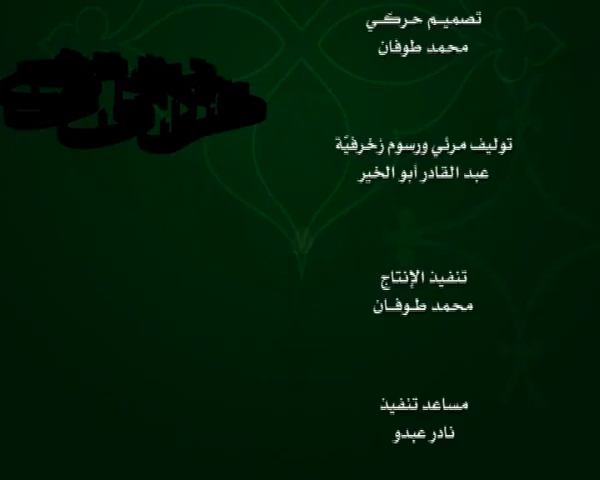 تصميم حركي
محمد طوفان
توليف مرئي ورسوم زخرفيّة
عبد القادر أبو الخير
تنفيذ الإنتاج
محمد طوفان
مساعد تنفيذ
نادر عبدو